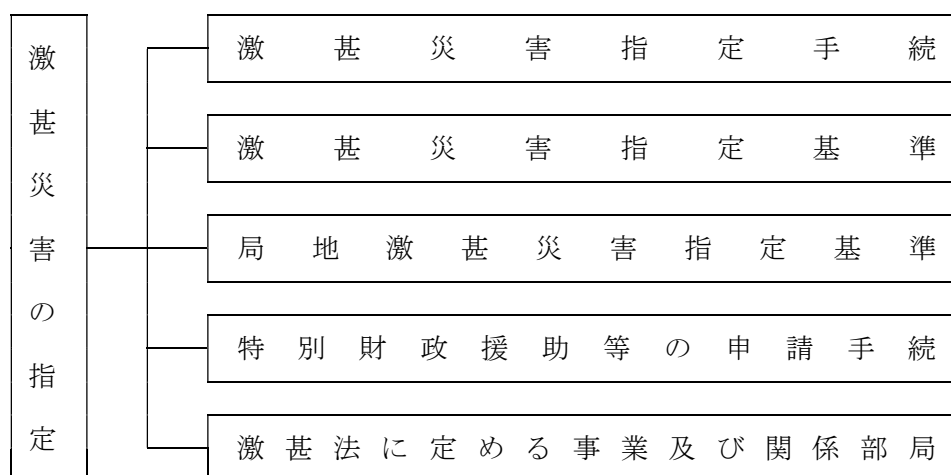 激甚災害の指定
激甚災害指定手続
激甚災害指定基準
局地激甚災害指定基準
特別財政援助等の申請手続
激甚法に定める事業及び関係部局